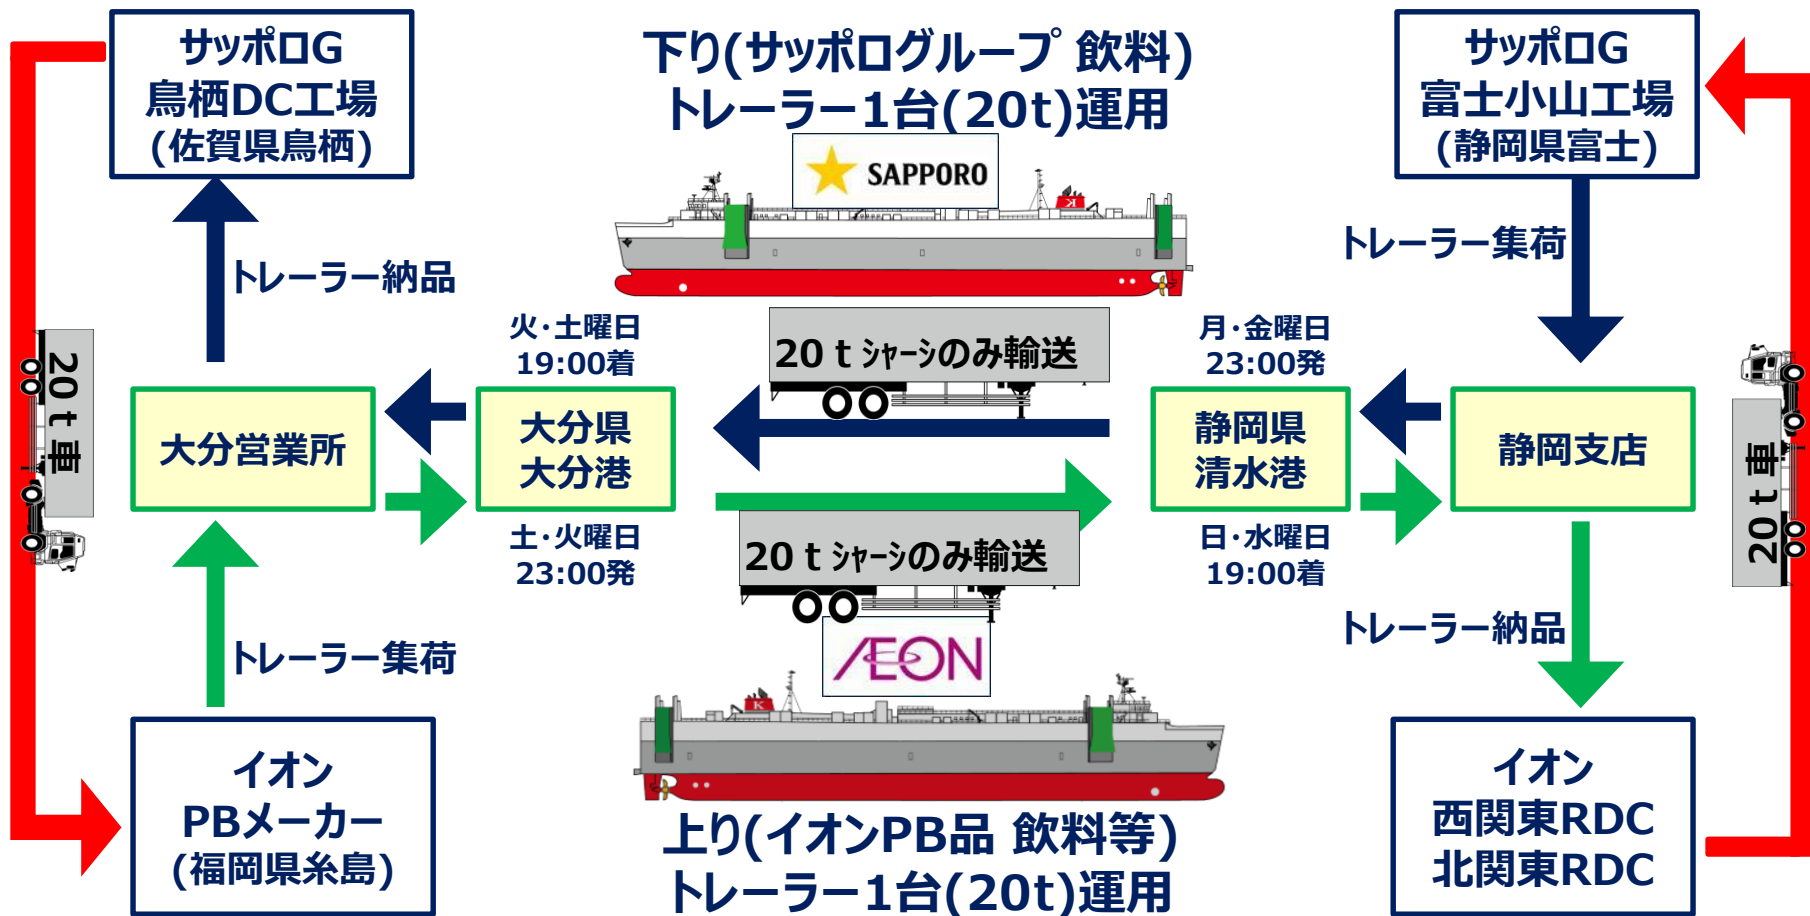 サッポロG
鳥栖DC工場
(佐賀県鳥栖)
下り(サッポログループ 飲料)
トレーラー1台(20t)運用
サッポロG
富士小山工場
(静岡県富士)
SAPPORO
K
トレーラー納品
トレーラー集荷
火・土曜日
19:00着
20tシャーシのみ輸送
月・金曜日
23:00発
20t車
大分営業所
大分県
大分港
静岡県
清水港
静岡支店
20t車
土・火曜日
23:00発
20tシャーシのみ輸送
日・水曜日
19:00着
トレーラー集荷
トレーラー納品
ÆON
K
イオン
PBメーカー
(福岡県糸島)
上り(イオンPB品 飲料等)
トレーラー1台(20t)運用
イオン
西関東RDC
北関東RDC